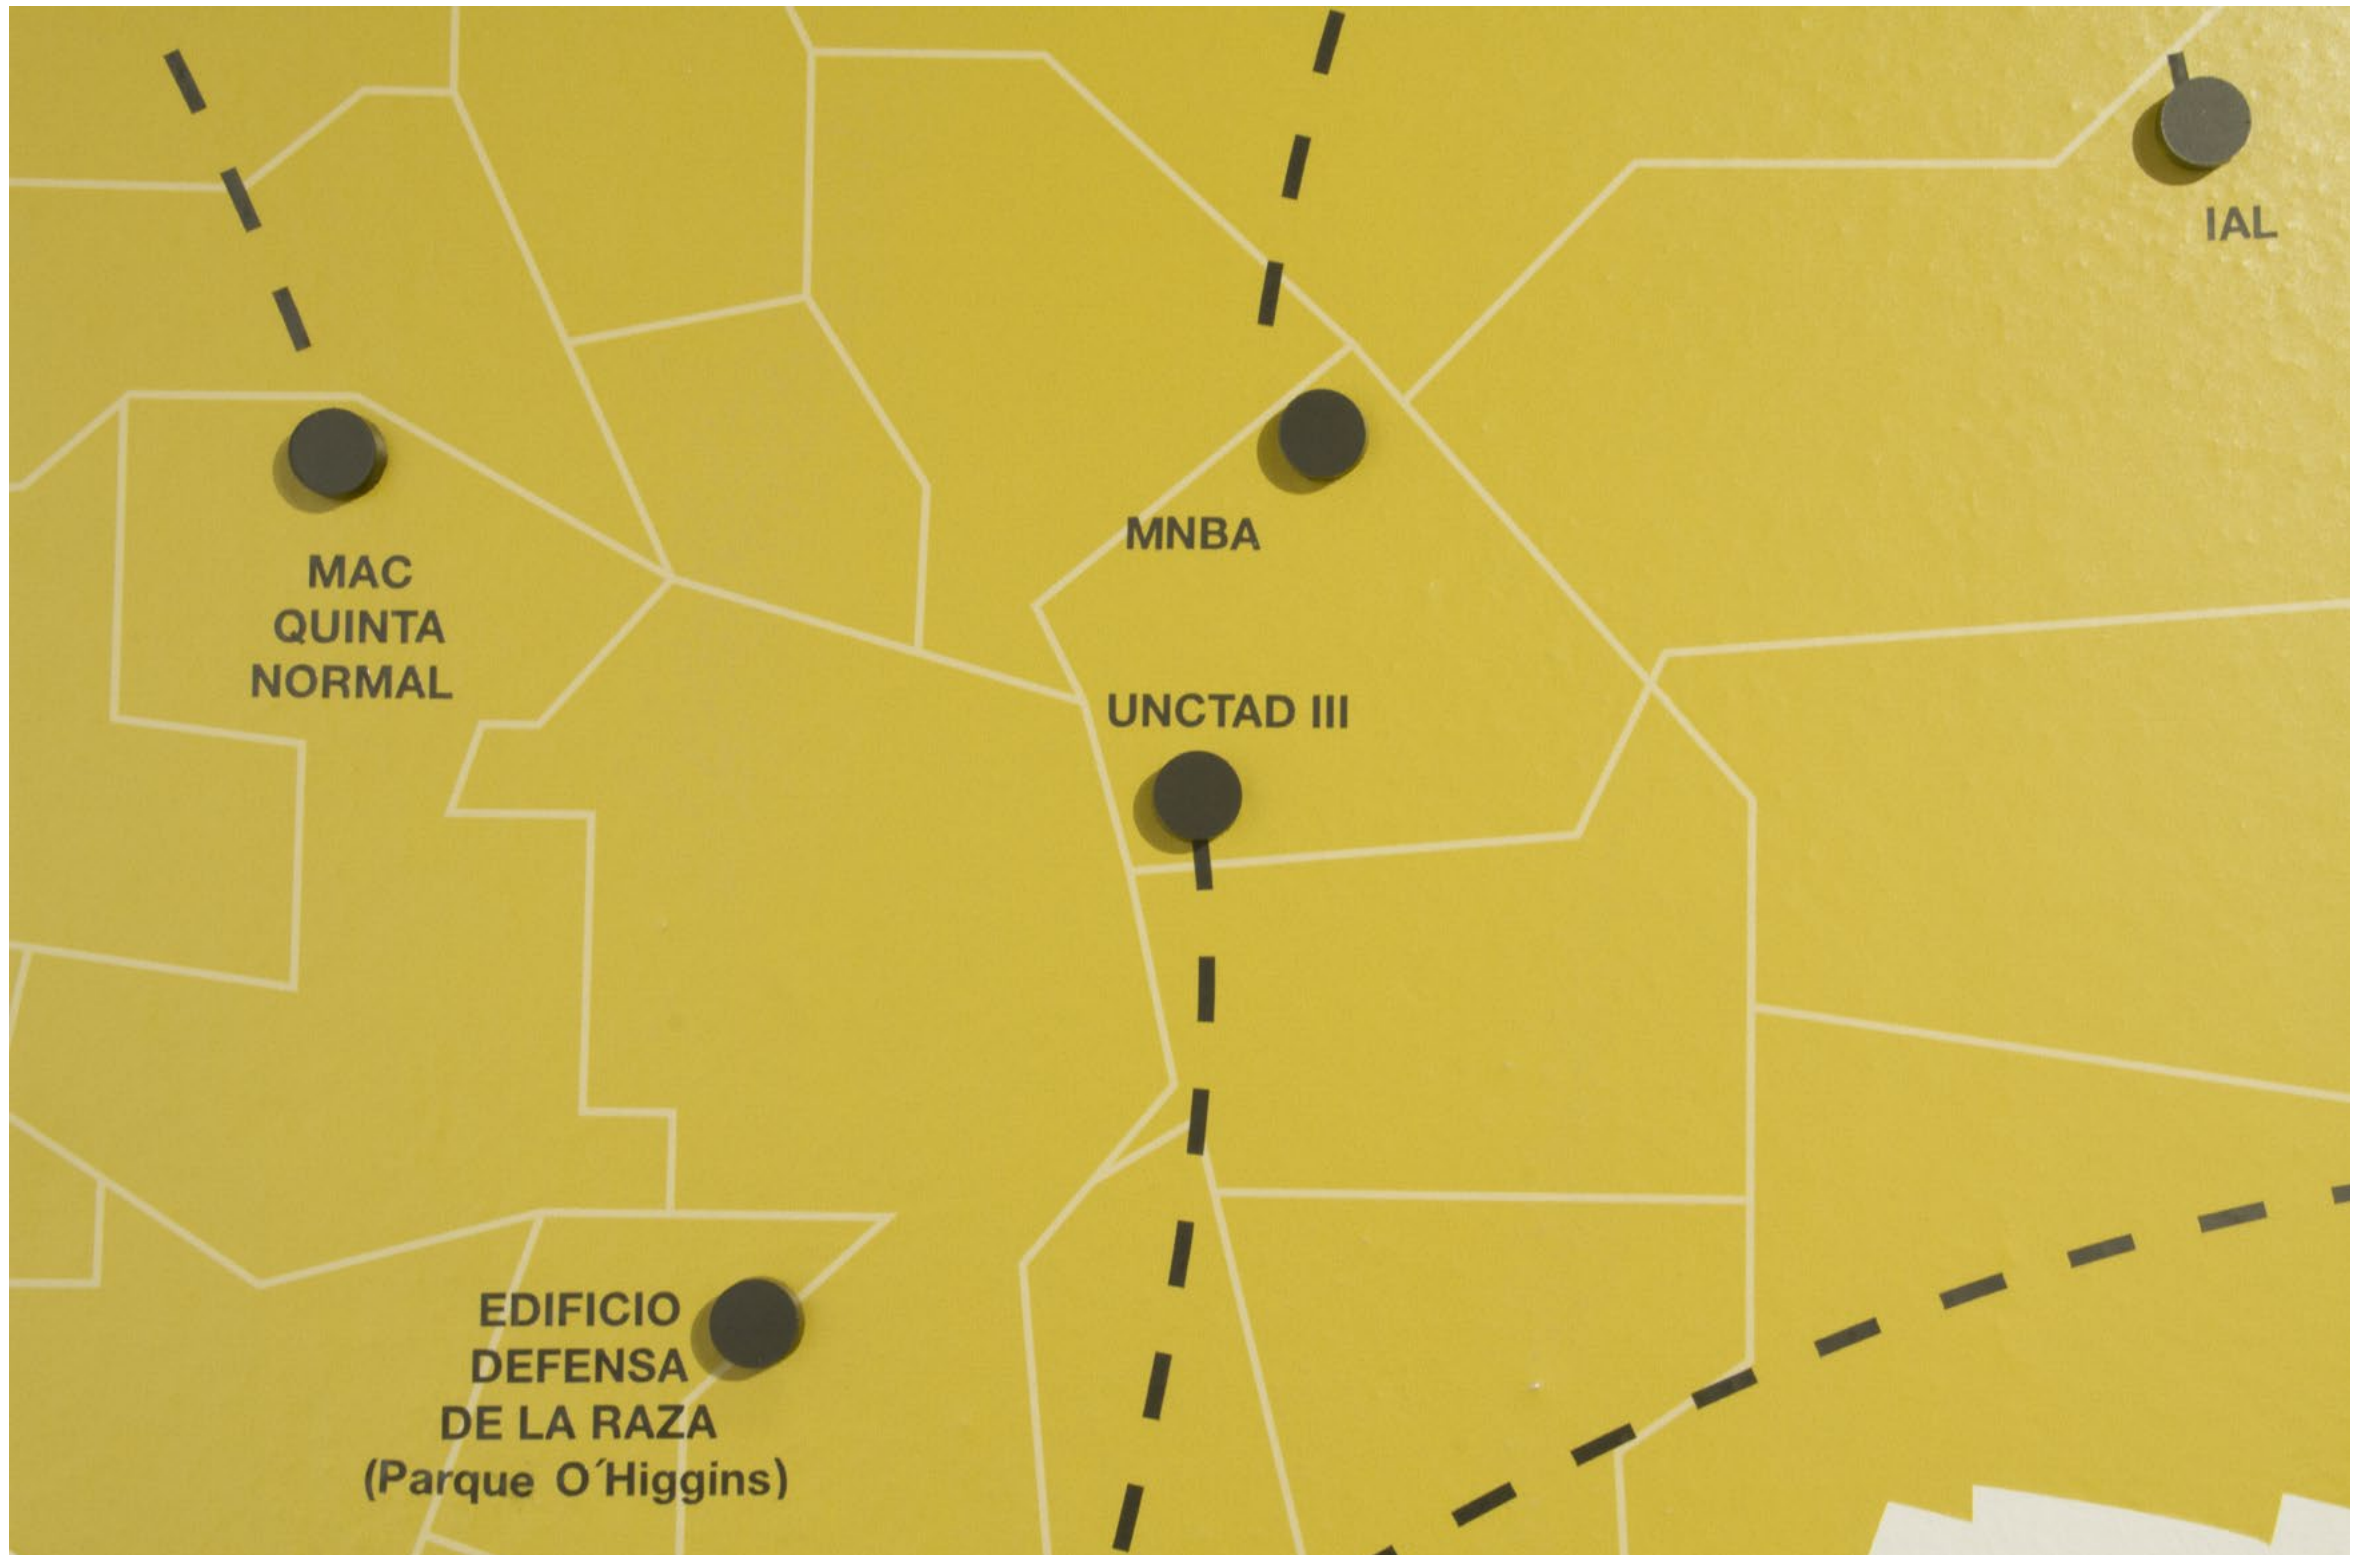 IAL
MNBA
MAC
QUINTA
NORMAL
UNCTAD III
EDIFICIO
DEFENSA
DE LA RAZA
(Parque O´Higgins)